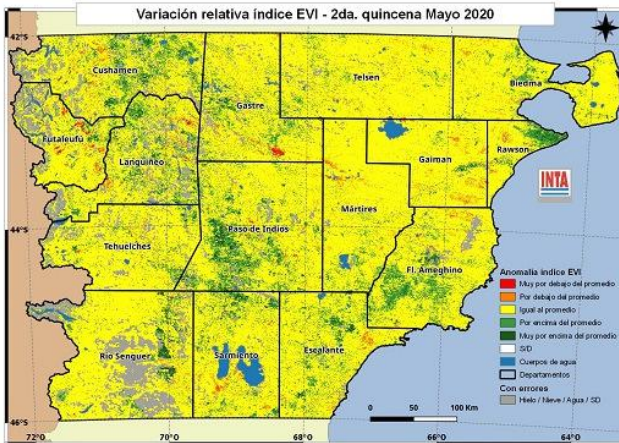 Variación relativa índice EVI - 2da. quincena Mayo 2020
42°S
44°S
46°S
Cushamen
Gastre
Telsen
Biedma
Futaleufú
Languiñeo
Gaiman
Rawson
INTA
Mártires
Tehuelches
Paso de Indios
Fl. Ameghino
Río Senguer
Sarmiento
Escalante
Anomalía índice EVI
Muy por debajo del promedio
Por debajo del promedio
Igual al promedio
Por encima del promedio
Muy por encima del promedio
S/D
Cuerpos de agua
Departamentos
Con errores
Hielo / Nieve / Agua / SD
0 50 100 Km
72°O 70°O 68°O 66°O 64°O